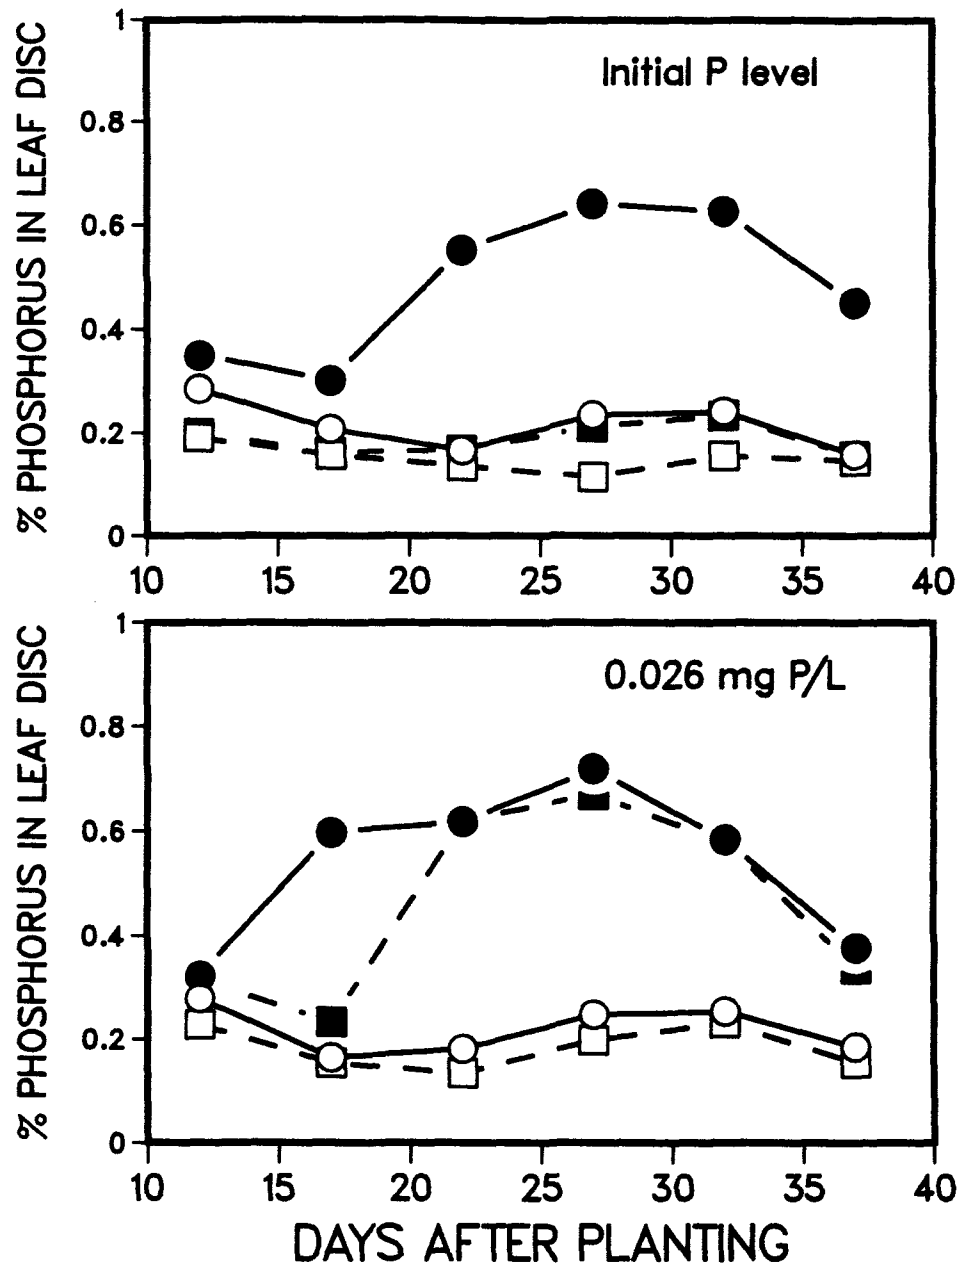 % PHOSPHORUS IN LEAF DISC
Initial P level
1
0.8
0.6
0.4
0.2
0
10 15 20 25 30 35 40
% PHOSPHORUS IN LEAF DISC
0.026 mg P/L
1
0.8
0.6
0.4
0.2
0
10 15 20 25 30 35 40
DAYS AFTER PLANTING